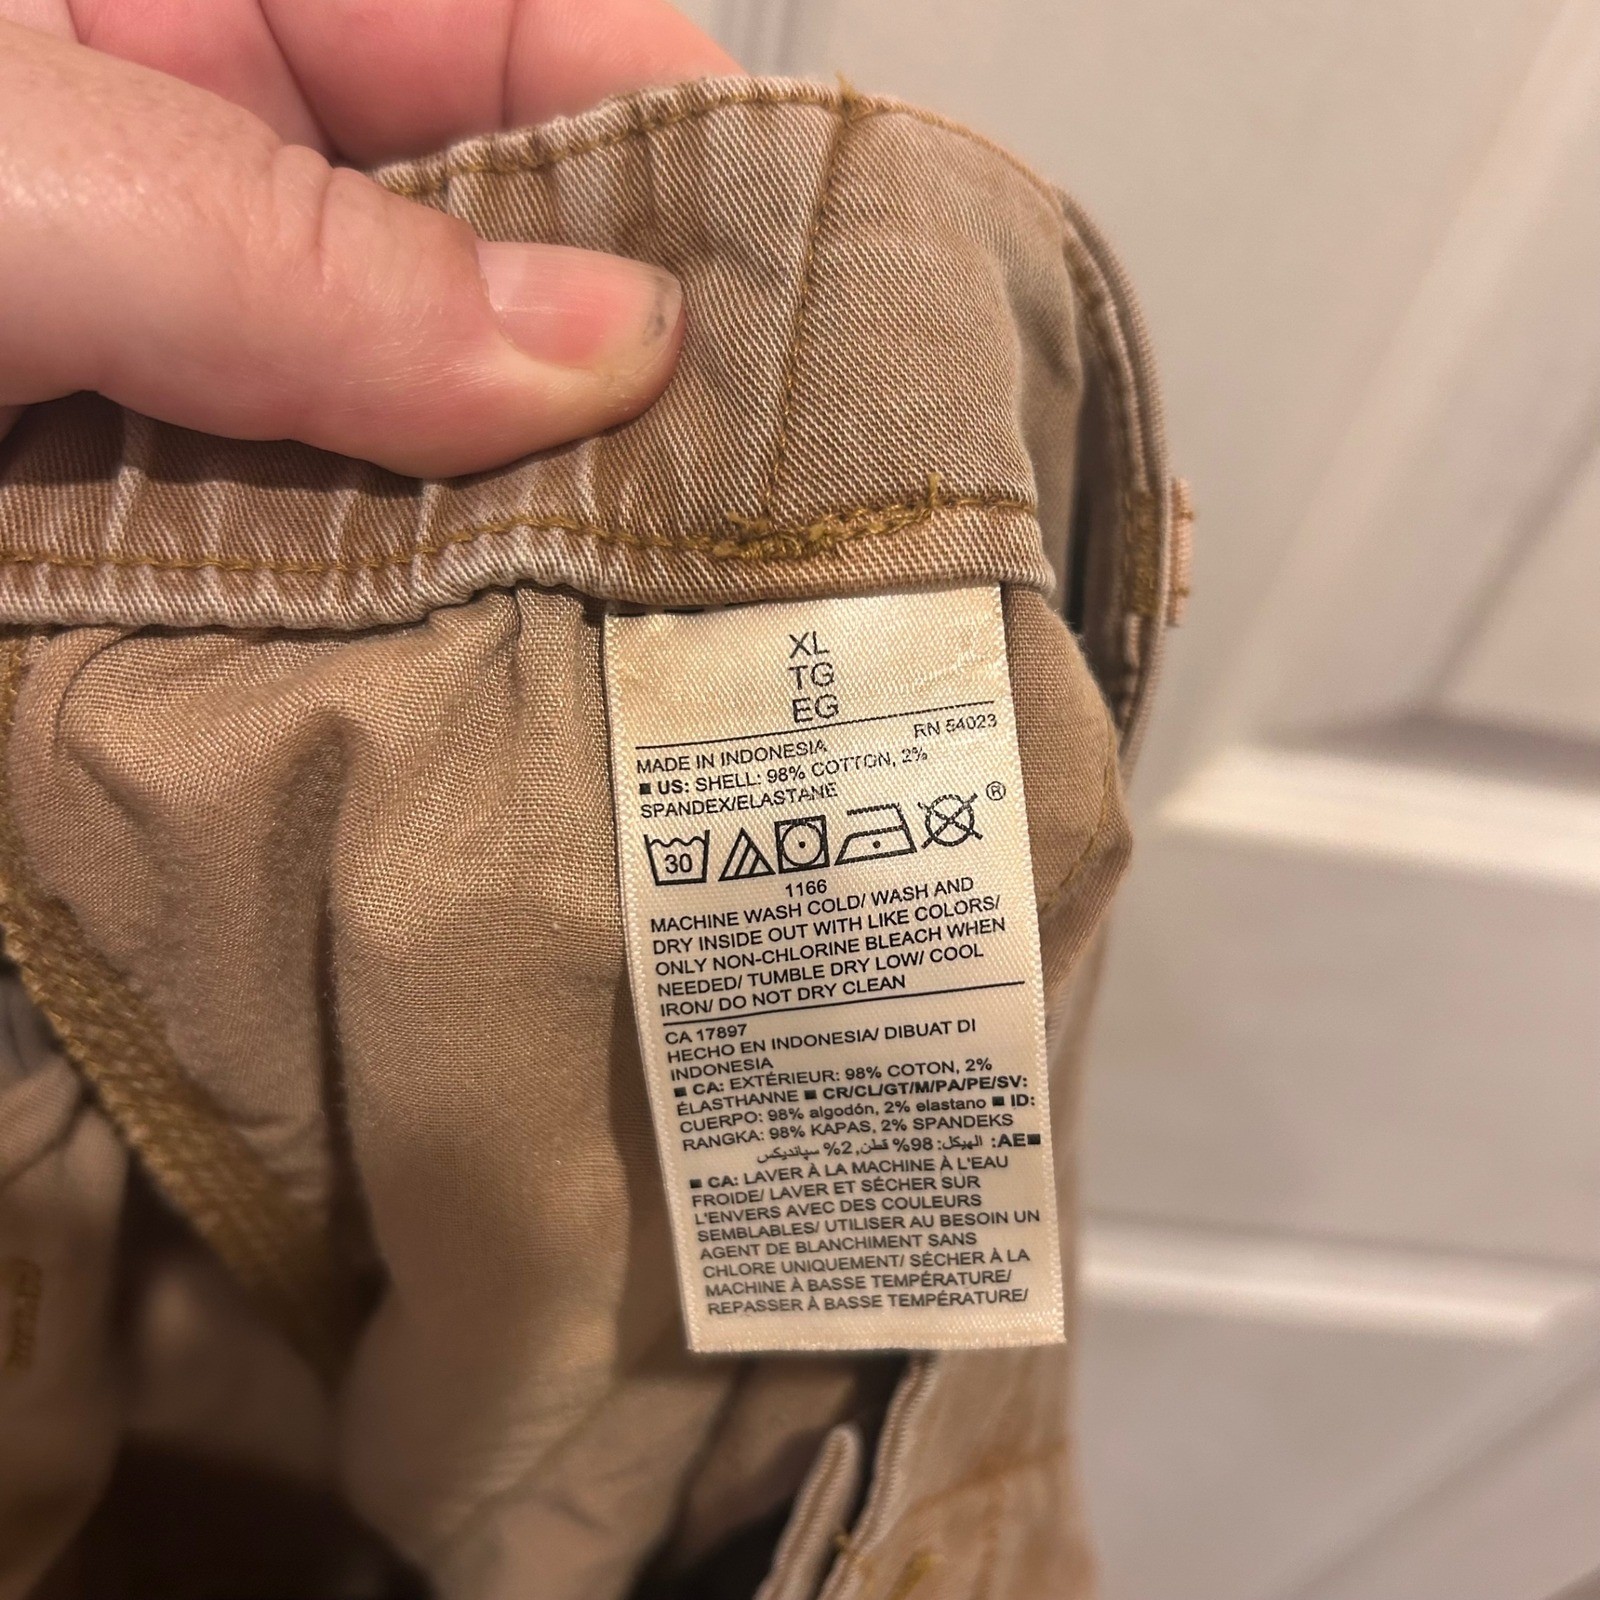 XL
TG
EG
RN 54023
MADE IN INDONESIA
■ US: SHELL: 98% COTTON, 2%
SPANDEX/ELASTANE
30
®
1166
MACHINE WASH COLD/ WASH AND
DRY INSIDE OUT WITH LIKE COLORS/
ONLY NON-CHLORINE BLEACH WHEN
NEEDED/ TUMBLE DRY LOW/ COOL
IRON/ DO NOT DRY CLEAN
CA 17897
HECHO EN INDONESIA/ DIBUAT DI
INDONESIA
■ CA: EXTÉRIEUR: 98% COTON, 2%
ÉLASTHANNE ■ CR/CL/GT/M/PA/PE/SV:
CUERPO: 98% algodón, 2% elastano ■ ID:
RANGKA: 98% KAPAS, 2% SPANDEKS
■AE: الهيكل: 98% قطن, 2% سپانديكس
■ CA: LAVER À LA MACHINE À L'EAU
FROIDE/ LAVER ET SÉCHER SUR
L'ENVERS AVEC DES COULEURS
SEMBLABLES/ UTILISER AU BESOIN UN
AGENT DE BLANCHIMENT SANS
CHLORE UNIQUEMENT/ SÉCHER À LA
MACHINE À BASSE TEMPÉRATURE/
REPASSER À BASSE TEMPÉRATURE/